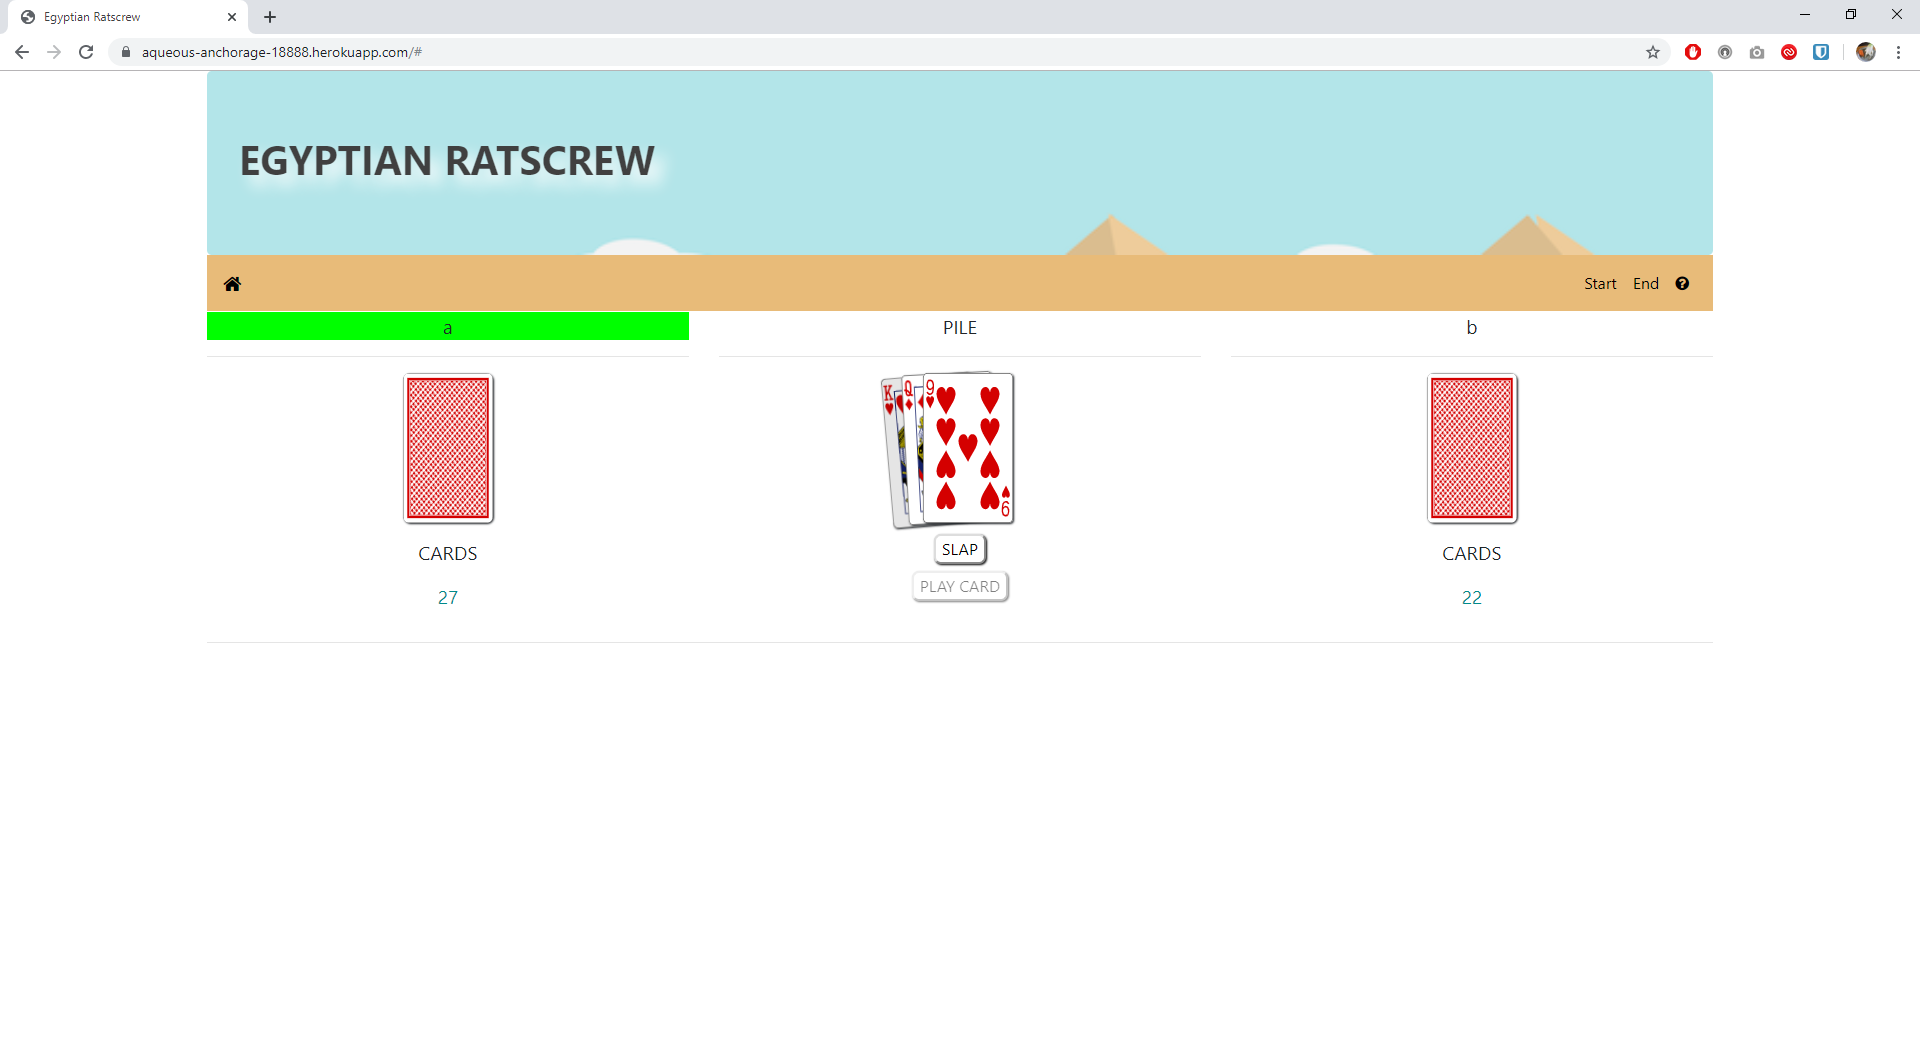 Egyptian Ratscrew
aqueous-anchorage-18888.herokuapp.com/#
EGYPTIAN RATSCREW
Start End
a
PILE
b
K Q 9
9
SLAP
PLAY CARD
CARDS
27
CARDS
22